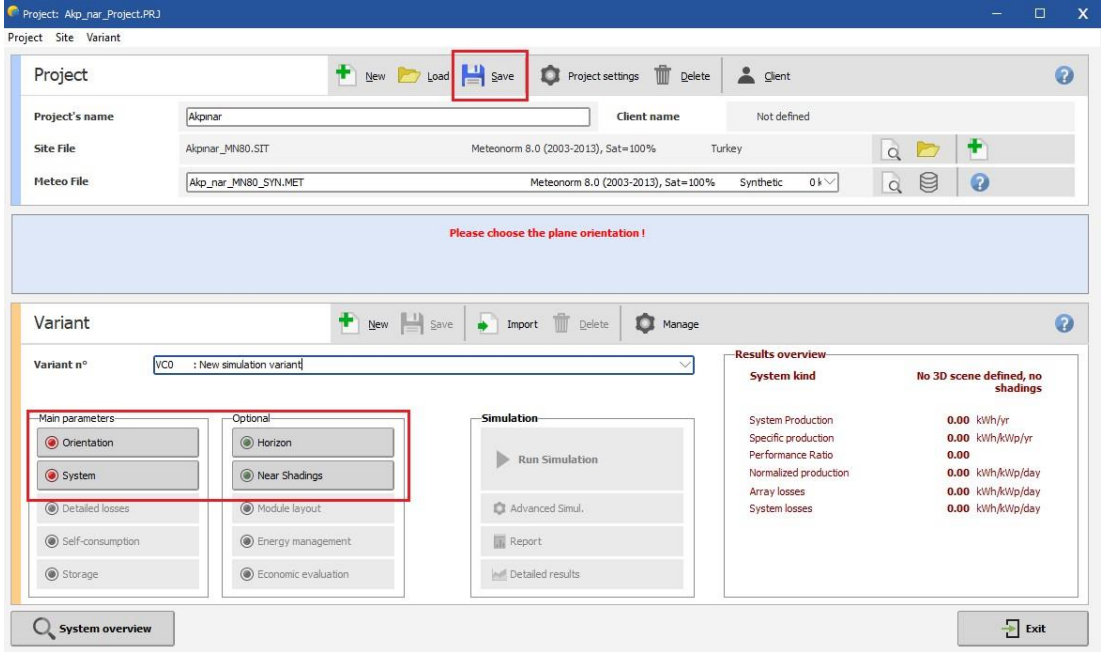 Project: Akp_nar_Project.PRJ
Project Site Variant
Project
New Load Save Project settings Delete Client
Project's name Akpınar Client name Not defined
Site File Akpınar_MN80.SIT Meteonorm 8.0 (2003-2013), Sat=100% Turkey
Meteo File Akp_nar_MN80_SYN.MET Meteonorm 8.0 (2003-2013), Sat=100% Synthetic 0 k
Please choose the plane orientation !
Variant
New Save Import Delete Manage
Variant n° VC0 : New simulation variant
Main parameters
Orientation
System
Detailed losses
Self-consumption
Storage
Optional
Horizon
Near Shadings
Module layout
Energy management
Economic evaluation
Simulation
Run Simulation
Advanced Simul.
Report
Detailed results
Results overview
System kind No 3D scene defined, no
shadings
System Production 0.00 kWh/yr
Specific production 0.00 kWh/kWp/yr
Performance Ratio 0.00
Normalized production 0.00 kWh/kWp/day
Array losses 0.00 kWh/kWp/day
System losses 0.00 kWh/kWp/day
System overview
Exit